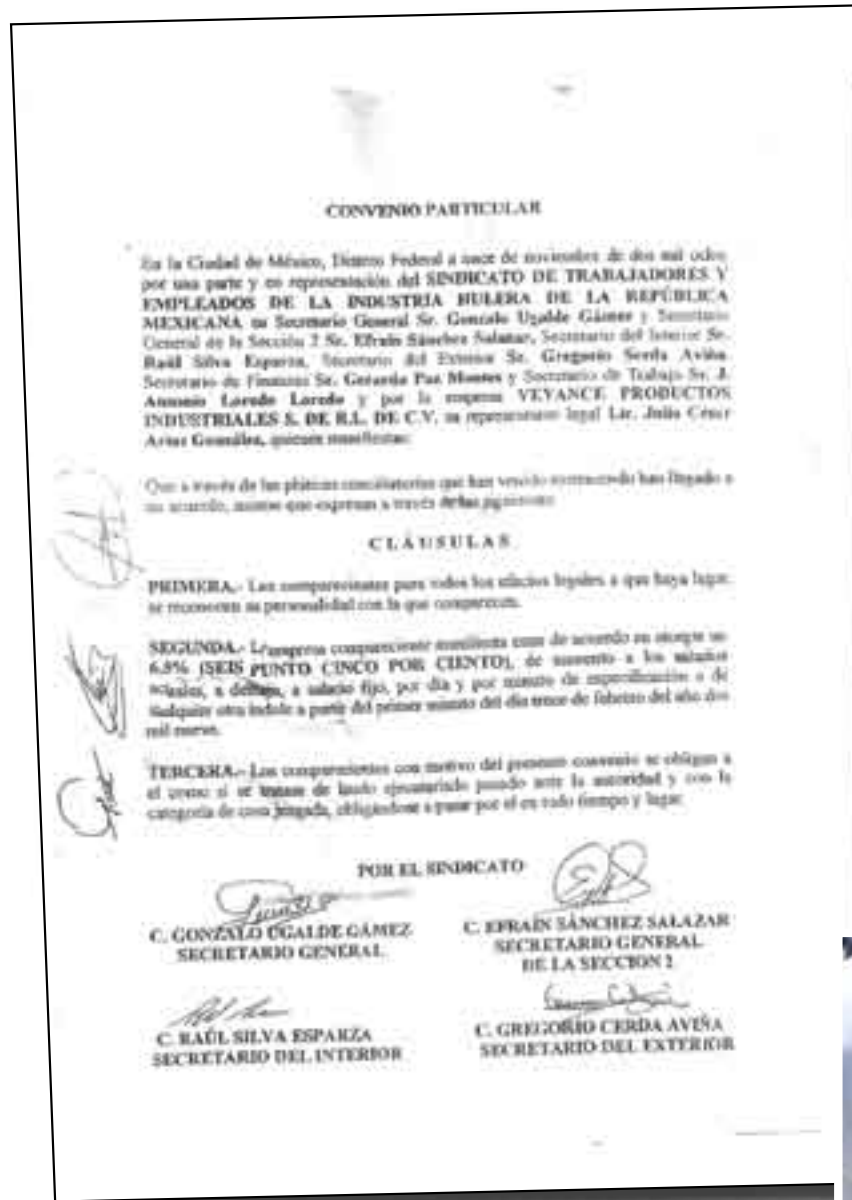 CONVENIO PARTICULAR
En la Ciudad de México, Distrito Federal a once de noviembre de dos mil ocho,
por una parte y en representación del SINDICATO DE TRABAJADORES Y
EMPLEADOS DE LA INDUSTRIA HULERA DE LA REPÚBLICA
MEXICANA su Secretario General Sr. Gonzalo Ugalde Gámez y Secretario
General de la Sección 2 Sr. Efraín Sánchez Salazar, Secretario del Interior Sr.
Raúl Silva Esparza, Secretario del Exterior Sr. Gregorio Serda Aviña,
Secretario de Finanzas Sr. Gerardo Paz Montes y Secretario de Trabajo Sr. J.
Antonio Loredo Loredo y por la empresa VEYANCE PRODUCTOS
INDUSTRIALES S. DE R.L. DE C.V. su representante legal Lic. Julio César
Arias González, quienes manifiestan:
Que a través de las pláticas conciliatorias que han venido han llegado a
un acuerdo, mismo que expresan a través de las siguientes
CLÁUSULAS
PRIMERA.- Los comparecientes para todos los efectos legales a que haya lugar,
se reconocen su personalidad con la que comparecen.
SEGUNDA.- La empresa compareciente manifiesta estar de acuerdo en otorgar un
6.5% (SEIS PUNTO CINCO POR CIENTO), de aumento a los salarios
actuales, a destajo, a salario fijo, por día y por minuto de especificación o de
cualquier otra índole a partir del primer minuto del día trece de febrero del año dos
mil nueve.
TERCERA.- Los comparecientes con motivo del presente convenio se obligan a
el como si se tratase de laudo ejecutoriado pasado ante la autoridad y con la
categoría de cosa juzgada, obligándose a pasar por el en todo tiempo y lugar.
POR EL SINDICATO
C. GONZALO UGALDE GÁMEZ
SECRETARIO GENERAL
C. EFRAÍN SÁNCHEZ SALAZAR
SECRETARIO GENERAL
DE LA SECCION 2
C. RAÚL SILVA ESPARZA
SECRETARIO DEL INTERIOR
C. GREGORIO CERDA AVIÑA
SECRETARIO DEL EXTERIOR